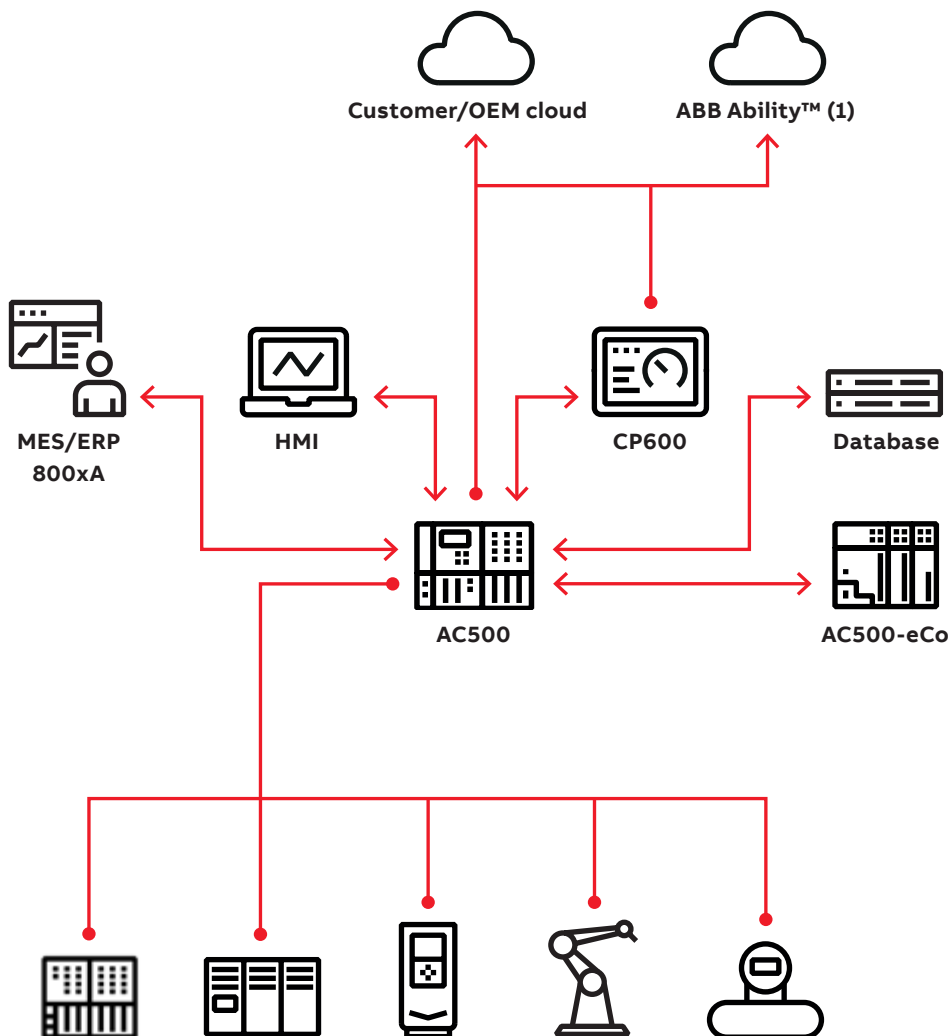 Customer/OEM cloud
ABB Ability™ (1)
MES/ERP
800xA
HMI
CP600
Database
AC500
AC500-eCo